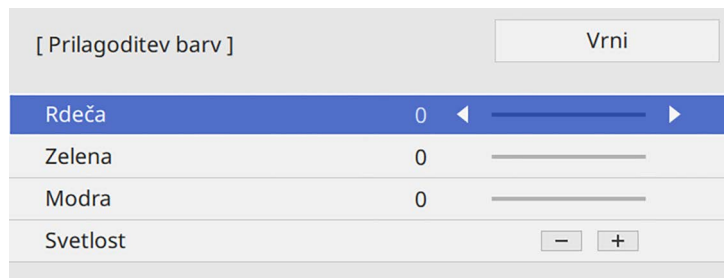 [ Prilagoditev barv ]
Vrni
Rdeča 0
Zelena 0
Modra 0
Svetlost - +